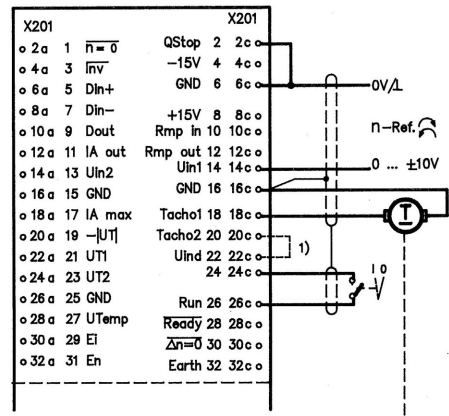 X201 X201
2a 1 n=0 QStop 2 2c
4a 3 Inv -15V 4 4c
6a 5 Din+ GND 6 6c 0V/⊥
8a 7 Din- +15V 8 8c
10a 9 Dout Rmp in 10 10c n-Ref.
12a 11 IA out Rmp out 12 12c
14a 13 Uin2 Uin1 14 14c 0 ... ±10V
16a 15 GND GND 16 16c
18a 17 IA max Tacho1 18 18c T
20a 19 -|UT| Tacho2 20 20c
22a 21 UT1 Uind 22 22c 1)
24a 23 UT2 24 24c I 0
26a 25 GND Run 26 26c
28a 27 UTemp Ready 28 28c
30a 29 Ei Δn=0 30 30c
32a 31 En Earth 32 32c